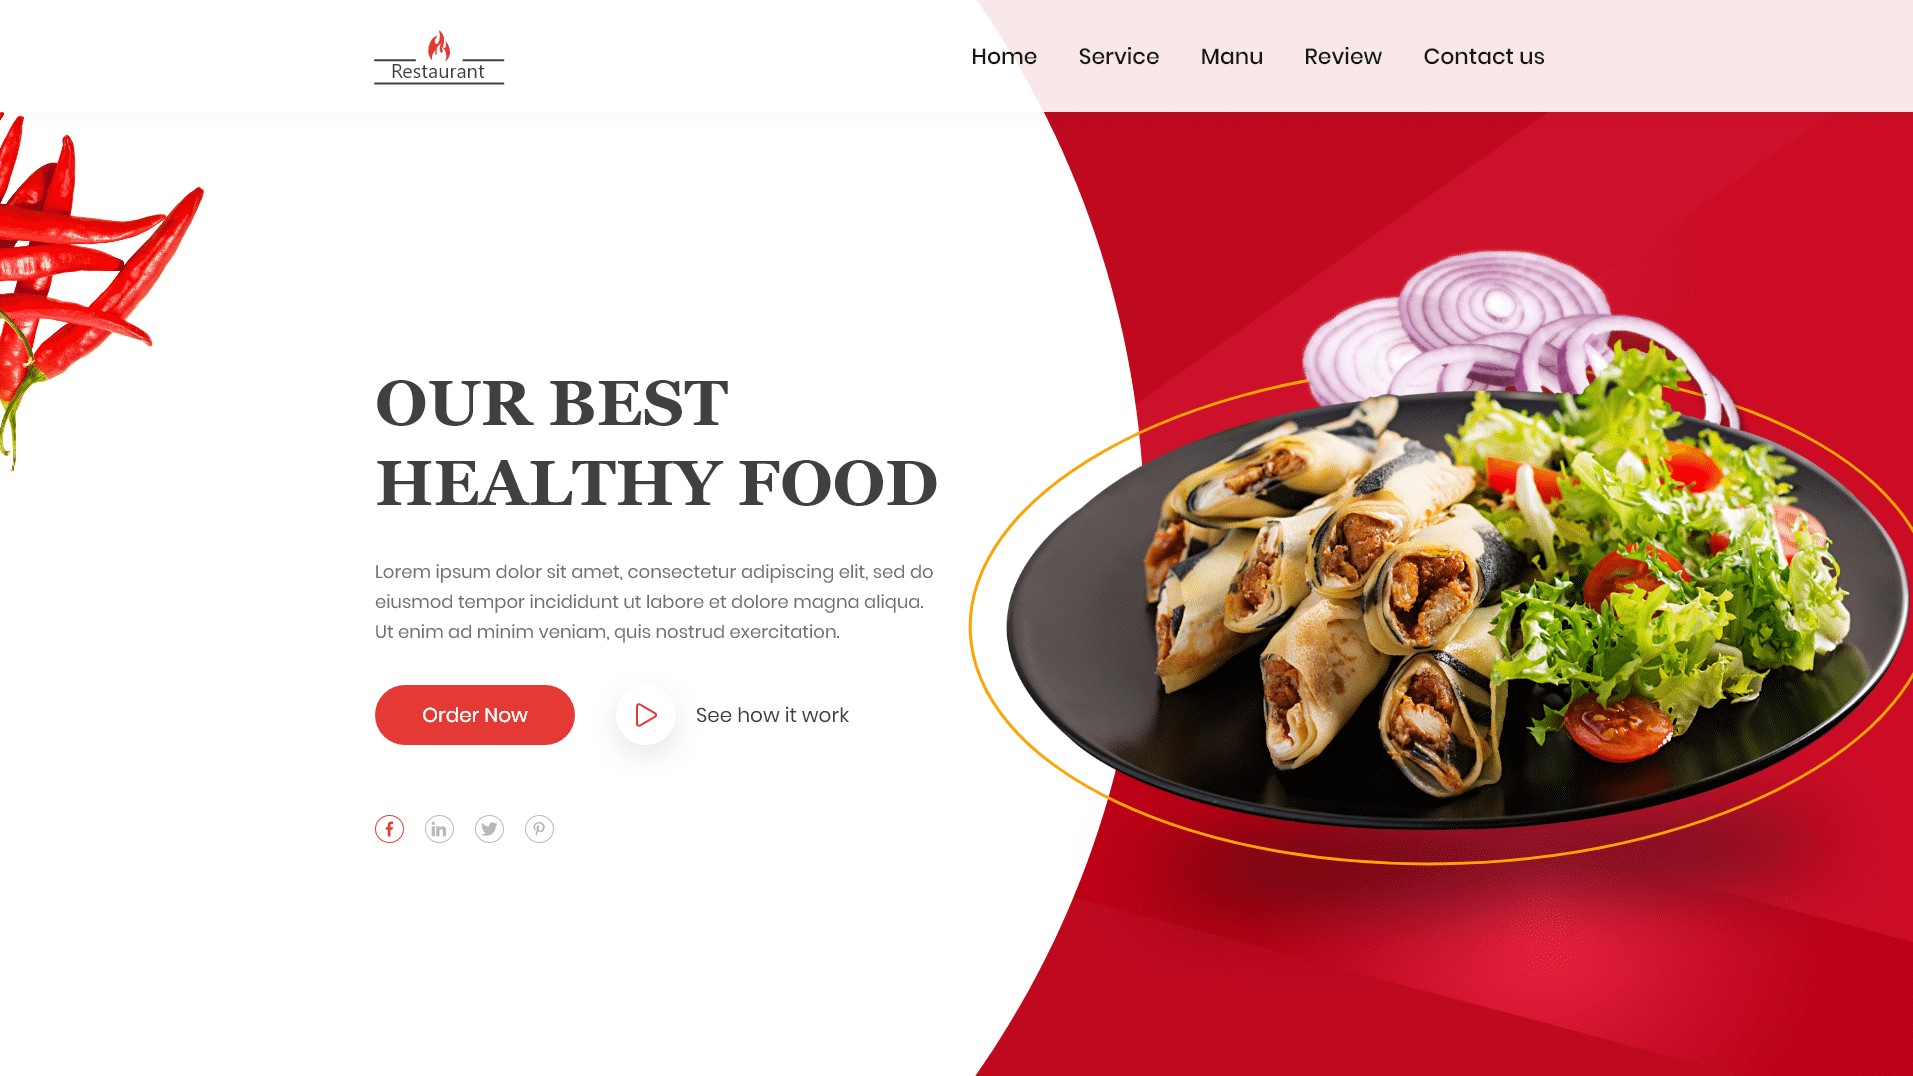 Restaurant
Home Service Manu Review Contact us
OUR BEST
HEALTHY FOOD
Lorem ipsum dolor sit amet, consectetur adipiscing elit, sed do
eiusmod tempor incididunt ut labore et dolore magna aliqua.
Ut enim ad minim veniam, quis nostrud exercitation.
Order Now
See how it work